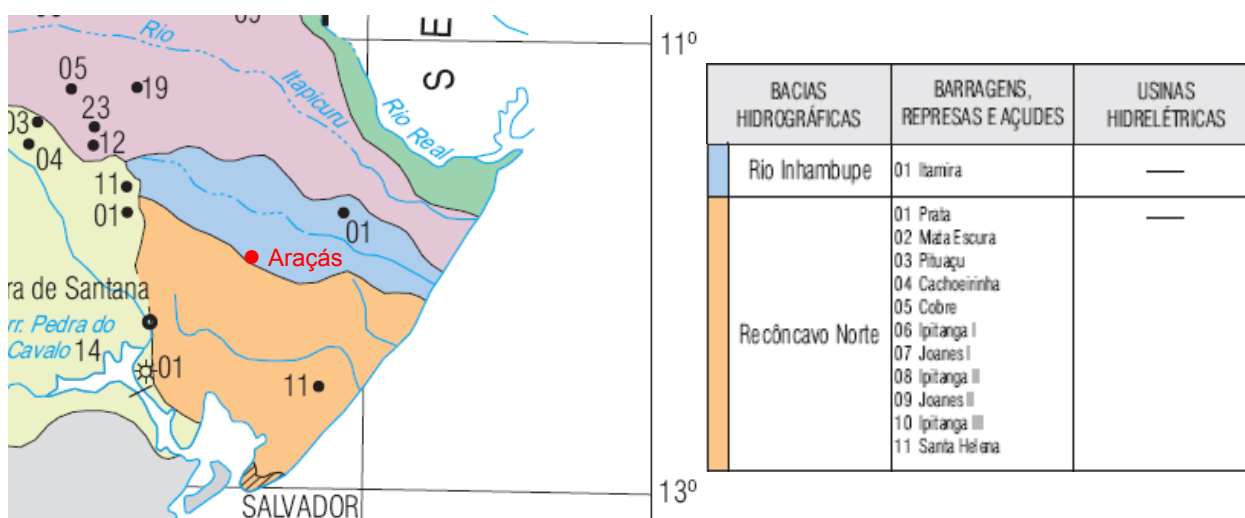 09
S E
11º
Rio
Itapicuru
Rio Real
05
19
23
12
03
04
11
01
01
Araçás
ra de Santana
rr. Pedra do
Cavalo
14
01
11
SALVADOR
13º
BACIAS HIDROGRÁFICAS
BARRAGENS, REPRESAS E AÇUDES
USINAS HIDRELÉTRICAS
Rio Inhambupe
01 Itamira
—
Recôncavo Norte
01 Prata
02 Mata Escura
03 Pituaçu
04 Cachoeirinha
05 Cobre
06 Ipitanga I
07 Joanes I
08 Ipitanga II
09 Joanes II
10 Ipitanga III
11 Santa Helena
—